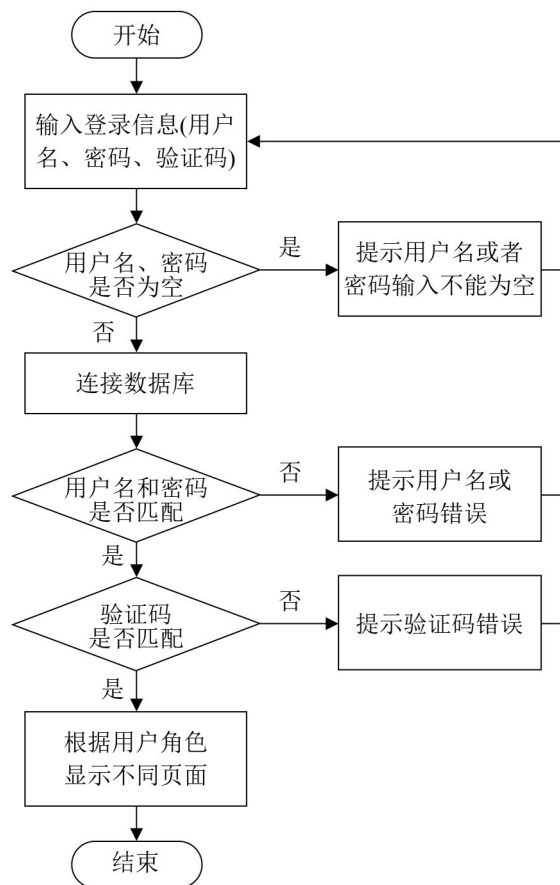 开始
输入登录信息(用户
名、密码、验证码)
用户名、密码
是否为空
是
提示用户名或者
密码输入不能为空
否
连接数据库
用户名和密码
是否匹配
否
提示用户名或
密码错误
是
验证码
是否匹配
否
提示验证码错误
是
根据用户角色
显示不同页面
结束